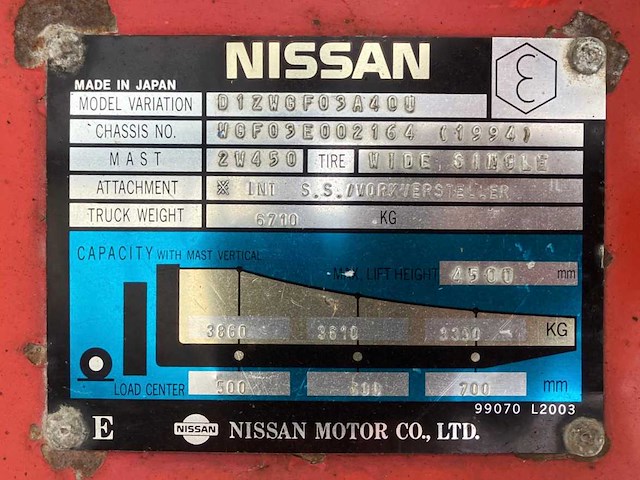 NISSAN
MADE IN JAPAN
MODEL VARIATION D1ZWGF03A40U
CHASSIS NO. WGF03E002164 (1994)
MAST 2W450 TIRE WIDE, SINGLE
ATTACHMENT ※ INT S.S./VORKVERSTELLER
TRUCK WEIGHT 6710 KG
CAPACITY WITH MAST VERTICAL
MAX. LIFT HEIGHT 4500 mm
3860 3610 3330 KG
LOAD CENTER 500 600 700 mm
99070 L2003
E NISSAN NISSAN MOTOR CO., LTD.